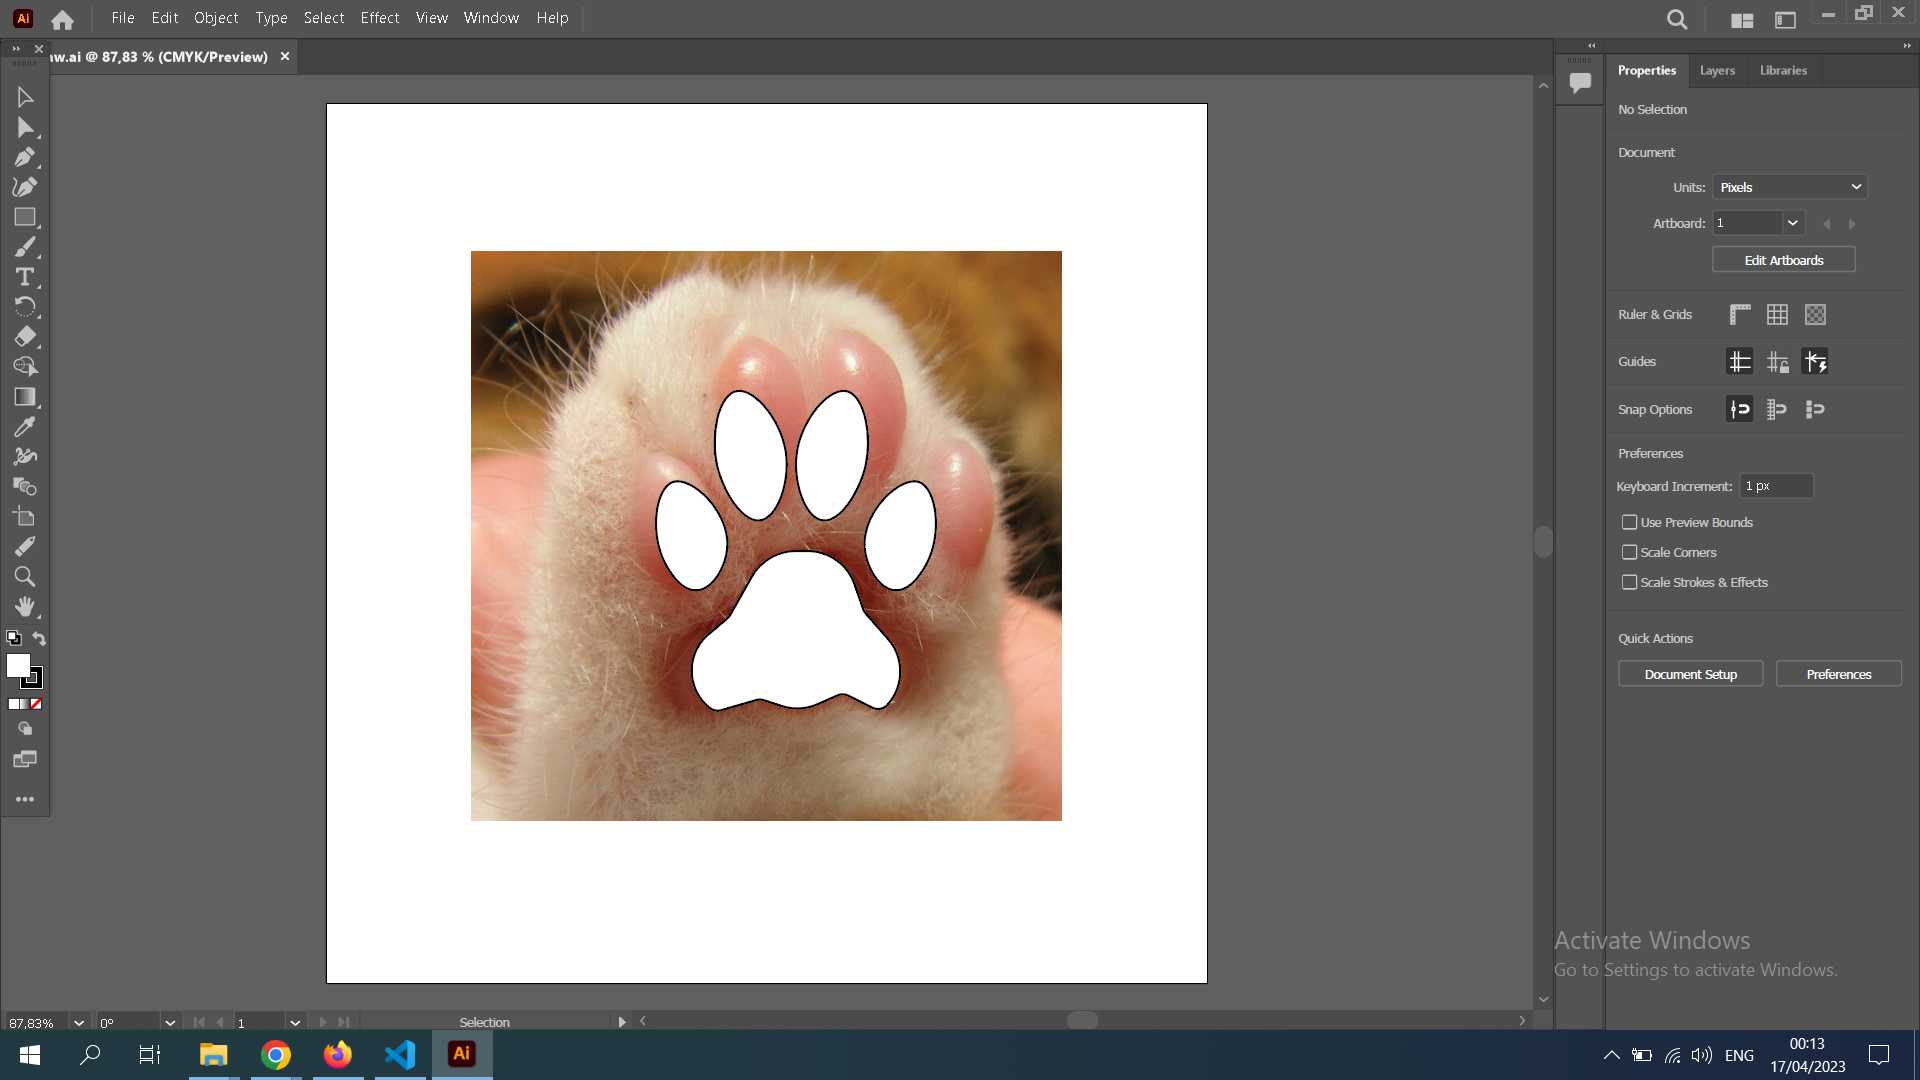 Ai File Edit Object Type Select Effect View Window Help
w.ai @ 87,83 % (CMYK/Preview)
Properties Layers Libraries
No Selection
Document
Units: Pixels
Artboard: 1
Edit Artboards
Ruler & Grids
Guides
Snap Options
Preferences
Keyboard Increment: 1 px
Use Preview Bounds
Scale Corners
Scale Strokes & Effects
Quick Actions
Document Setup Preferences
Activate Windows
Go to Settings to activate Windows.
87,83% 0° 1 Selection
Ai ENG 00:13
17/04/2023